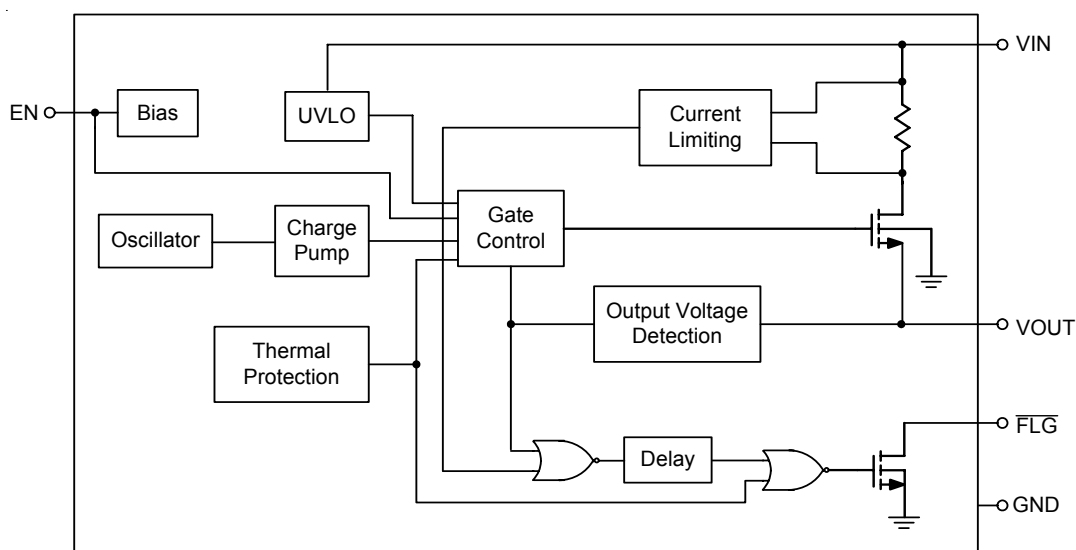 VIN
EN
Bias
UVLO
Current
Limiting
Oscillator
Charge
Pump
Gate
Control
Output Voltage
Detection
VOUT
Thermal
Protection
FLG
Delay
GND